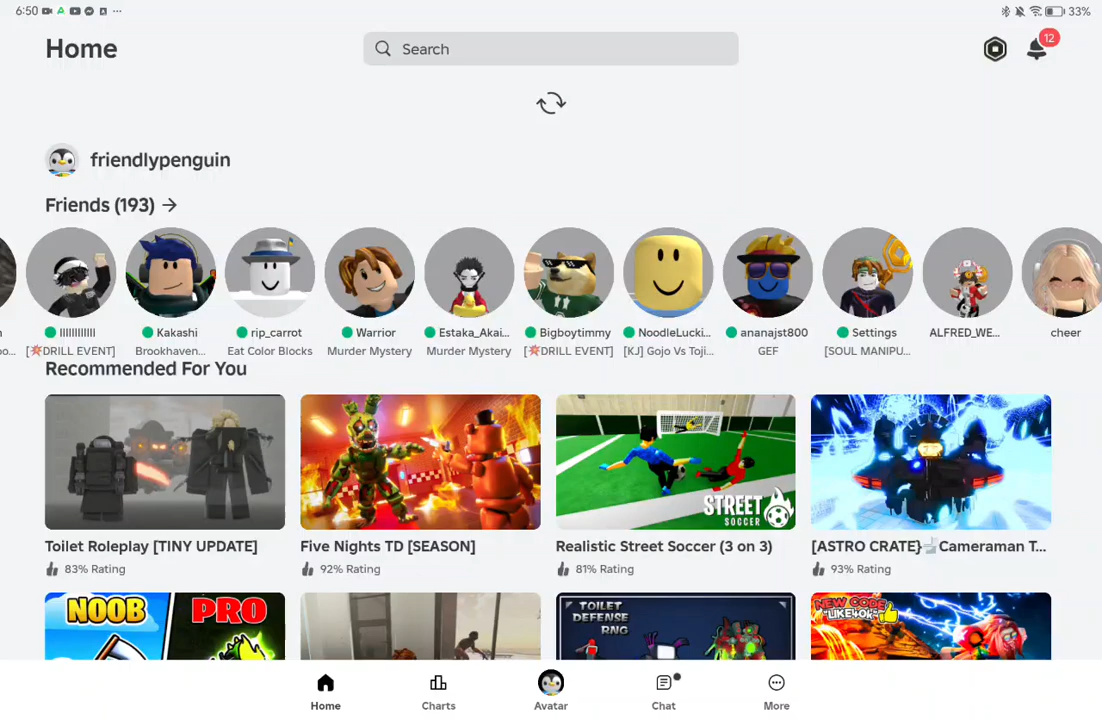 6:50
33%
Home
Search
12
friendlypenguin
Friends (193)
IIIIIIIIIIII
Kakashi
rip_carrot
Warrior
Estaka_Akai...
Bigboytimmy
NoodleLucki...
ananajst800
Settings
ALFRED_WE...
cheer
[💥DRILL EVENT]
Brookhaven...
Eat Color Blocks
Murder Mystery
Murder Mystery
[💥DRILL EVENT]
[KJ] Gojo Vs Toji...
GEF
[SOUL MANIPU...
Recommended For You
STREET
SOCCER
Toilet Roleplay [TINY UPDATE]
Five Nights TD [SEASON]
Realistic Street Soccer (3 on 3)
[ASTRO CRATE}🚽Cameraman T...
83% Rating
92% Rating
81% Rating
93% Rating
NOOB
PRO
TOILET
DEFENSE
RNG
NEW CODE
"LIKE40K"
Home
Charts
Avatar
Chat
More